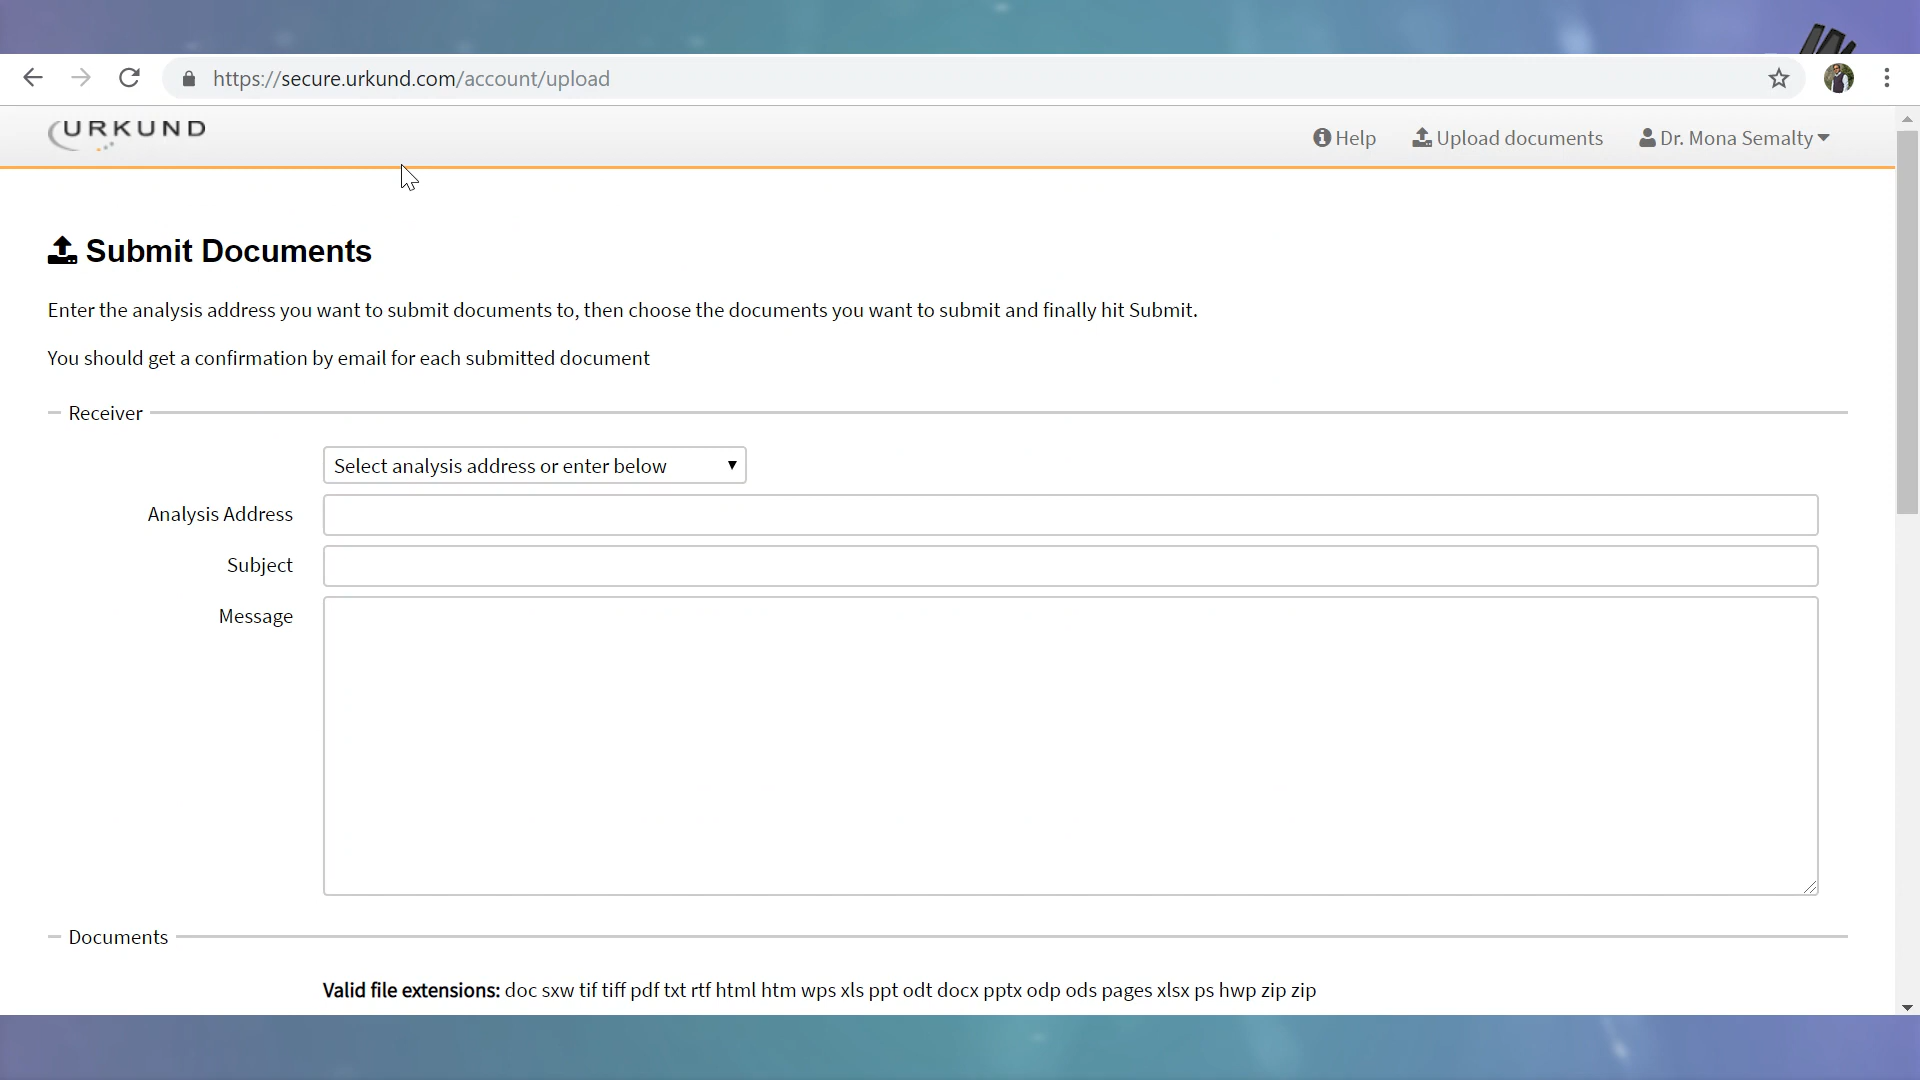 https://secure.urkund.com/account/upload
URKUND
Help
Upload documents
Dr. Mona Semalty
Submit Documents
Enter the analysis address you want to submit documents to, then choose the documents you want to submit and finally hit Submit.
You should get a confirmation by email for each submitted document
Receiver
Select analysis address or enter below
Analysis Address
Subject
Message
Documents
Valid file extensions: doc sxw tif tiff pdf txt rtf html htm wps xls ppt odt docx pptx odp ods pages xlsx ps hwp zip zip